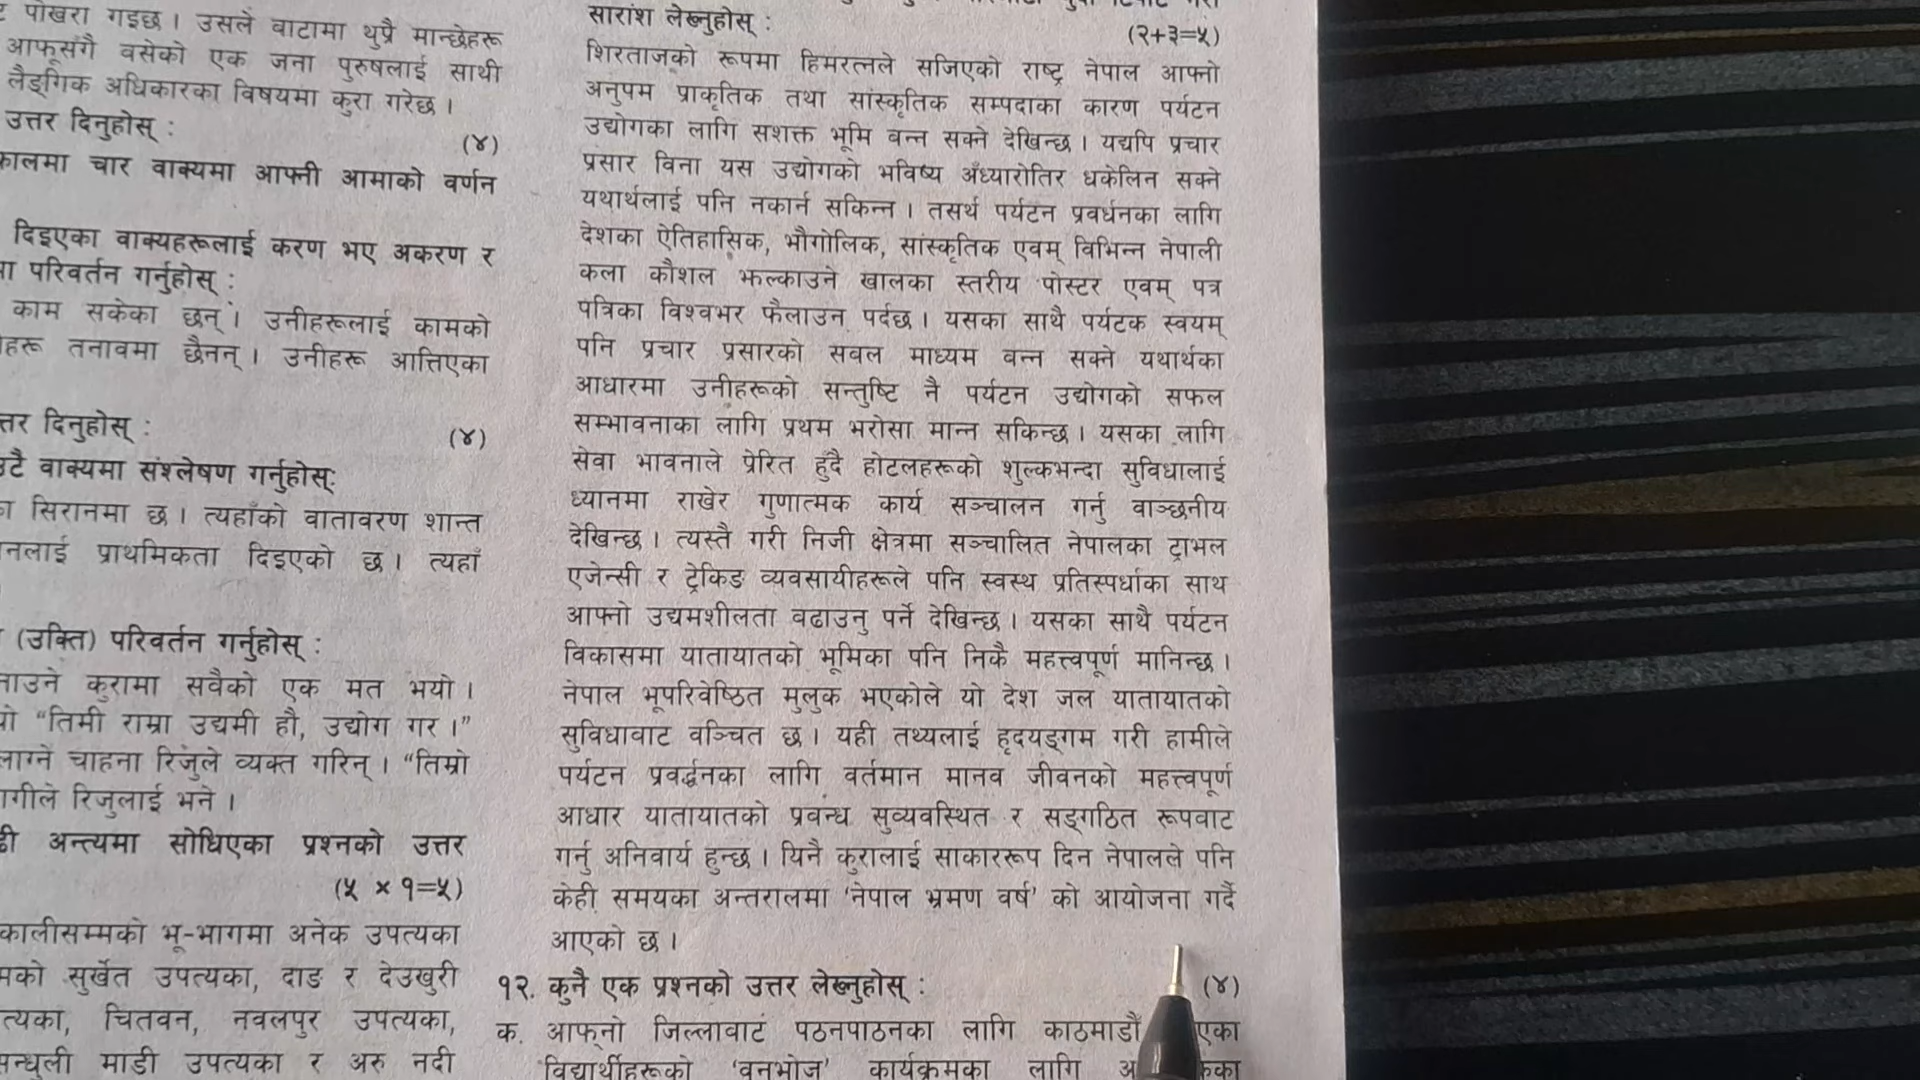 पोखरा गइछ । उसले बाटामा थुप्रै मान्छेहरू
आफूसँगै वसेको एक जना पुरुषलाई साथी
लैङ्गिक अधिकारका विषयमा कुरा गरेछ ।
उत्तर दिनुहोस् :
(४)
कालमा चार वाक्यमा आफ्नी आमाको वर्णन
दिइएका वाक्यहरूलाई करण भए अकरण र
मा परिवर्तन गर्नुहोस् :
काम सकेका छन् । उनीहरूलाई कामको
हरू तनावमा छैनन् । उनीहरू आत्तिएका
त्तर दिनुहोस् :
(४)
उटै वाक्यमा संश्लेषण गर्नुहोस्:
सिरानमा छ । त्यहाँको वातावरण शान्त
नलाई प्राथमिकता दिइएको छ । त्यहाँ
(उक्ति) परिवर्तन गर्नुहोस् :
नाउने कुरामा सवैको एक मत भयो ।
यो “तिमी राम्रा उद्यमी हौ, उद्योग गर ।”
लाग्ने चाहना रिजुले व्यक्त गरिन् । “तिम्रो
गीले रिजुलाई भने ।
ढी अन्त्यमा सोधिएका प्रश्नको उत्तर
(५ × १=५)
कालीसम्मको भू-भागमा अनेक उपत्यका
मको सुर्खेत उपत्यका, दाङ र देउखुरी
त्यका, चितवन, नवलपुर उपत्यका,
सिन्धुली माडी उपत्यका र अरु नदी
सारांश लेख्नुहोस् :
(२+३=५)
शिरताजको रूपमा हिमरत्नले सजिएको राष्ट्र नेपाल आफ्नो
अनुपम प्राकृतिक तथा सांस्कृतिक सम्पदाका कारण पर्यटन
उद्योगका लागि सशक्त भूमि वन्न सक्ने देखिन्छ । यद्यपि प्रचार
प्रसार विना यस उद्योगको भविष्य अँध्यारोतिर धकेलिन सक्ने
यथार्थलाई पनि नकार्न सकिन्न । तसर्थ पर्यटन प्रवर्धनका लागि
देशका ऐतिहासिक, भौगोलिक, सांस्कृतिक एवम् विभिन्न नेपाली
कला कौशल झल्काउने खालका स्तरीय पोस्टर एवम् पत्र
पत्रिका विश्वभर फैलाउन पर्दछ । यसका साथै पर्यटक स्वयम्
पनि प्रचार प्रसारको सवल माध्यम वन्न सक्ने यथार्थका
आधारमा उनीहरूको सन्तुष्टि नै पर्यटन उद्योगको सफल
सम्भावनाका लागि प्रथम भरोसा मान्न सकिन्छ । यसका लागि
सेवा भावनाले प्रेरित हुँदै होटलहरूको शुल्कभन्दा सुविधालाई
ध्यानमा राखेर गुणात्मक कार्य सञ्चालन गर्नु वाञ्छनीय
देखिन्छ । त्यस्तै गरी निजी क्षेत्रमा सञ्चालित नेपालका ट्राभल
एजेन्सी र ट्रेकिङ व्यवसायीहरूले पनि स्वस्थ प्रतिस्पर्धाका साथ
आफ्नो उद्यमशीलता वढाउनु पर्ने देखिन्छ । यसका साथै पर्यटन
विकासमा यातायातको भूमिका पनि निकै महत्त्वपूर्ण मानिन्छ ।
नेपाल भूपरिवेष्ठित मुलुक भएकोले यो देश जल यातायातको
सुविधावाट वञ्चित छ । यही तथ्यलाई हृदयङ्गम गरी हामीले
पर्यटन प्रवर्द्धनका लागि वर्तमान मानव जीवनको महत्त्वपूर्ण
आधार यातायातको प्रवन्ध सुव्यवस्थित र सङ्गठित रूपवाट
गर्नु अनिवार्य हुन्छ । यिनै कुरालाई साकाररूप दिन नेपालले पनि
केही समयका अन्तरालमा ‘नेपाल भ्रमण वर्ष’ को आयोजना गर्दै
आएको छ ।
१२. कुनै एक प्रश्नको उत्तर लेख्नुहोस् :
(४)
क. आफ्नो जिल्लावाट पठनपाठनका लागि काठमाडौँ एका
विद्यार्थीहरूको ‘वनभोज’ कार्यक्रमका लागि